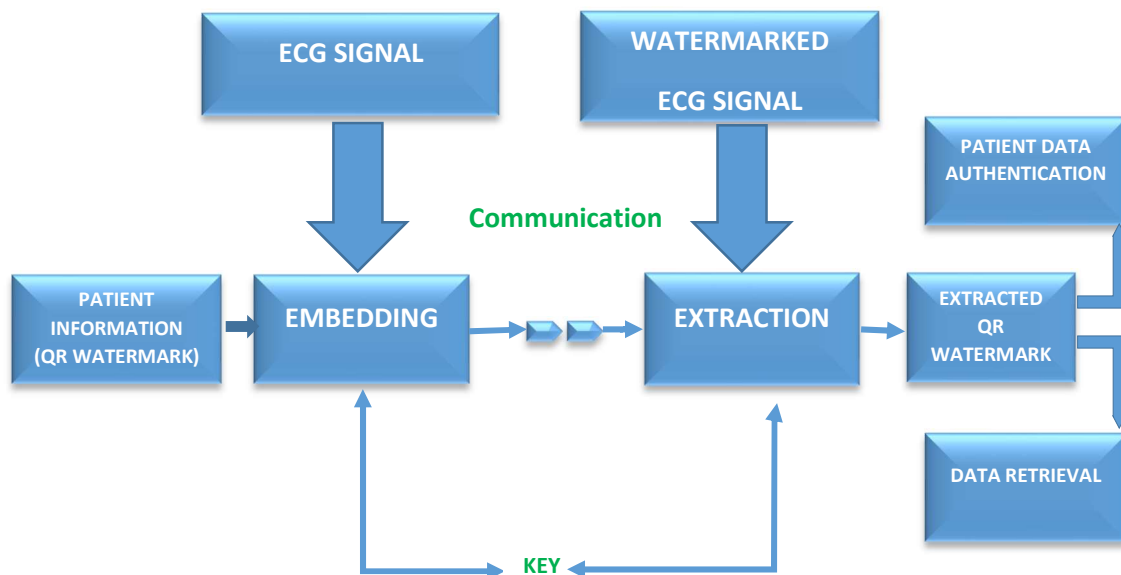 ECG SIGNAL
WATERMARKED
ECG SIGNAL
PATIENT DATA
AUTHENTICATION
Communication
PATIENT
INFORMATION
(QR WATERMARK)
EMBEDDING
EXTRACTION
EXTRACTED
QR
WATERMARK
DATA RETRIEVAL
KEY